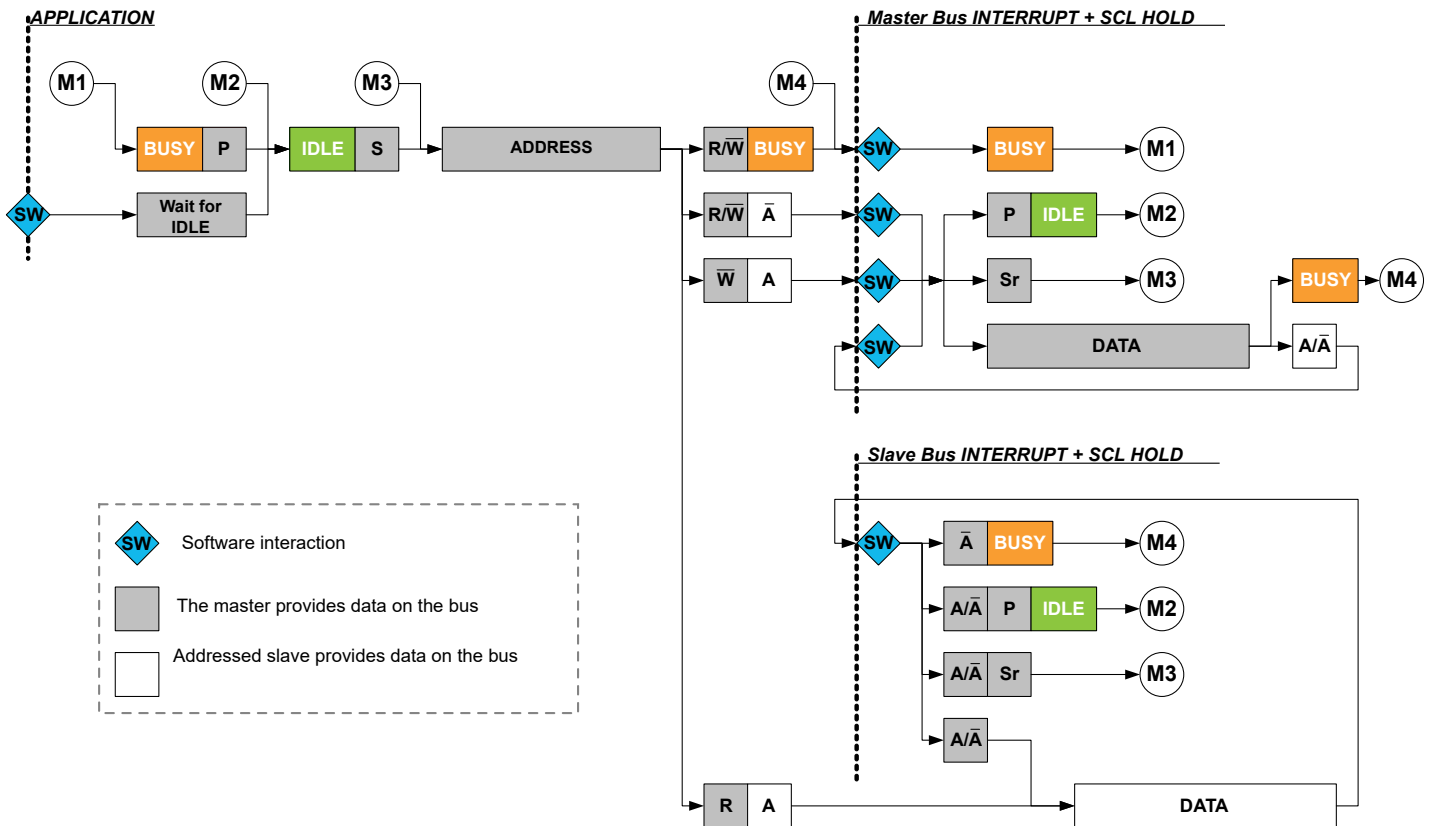 APPLICATION
Master Bus INTERRUPT + SCL HOLD
M1
M2
M3
M4
BUSY P
IDLE S
ADDRESS
R/W̅ BUSY
SW
BUSY
M1
SW
Wait for
IDLE
R/W̅ A̅
SW
P IDLE
M2
W̅ A
SW
Sr
M3
BUSY
M4
SW
DATA
A/A̅
Slave Bus INTERRUPT + SCL HOLD
SW
A̅ BUSY
M4
A/A̅ P IDLE
M2
A/A̅ Sr
M3
A/A̅
R A
DATA
SW Software interaction
The master provides data on the bus
Addressed slave provides data on the bus